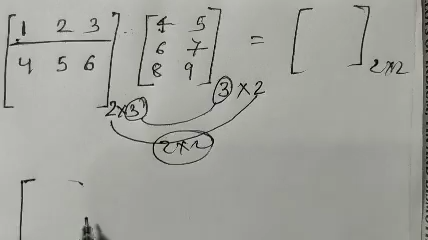 [1 2 3] · [4 5] = [ ] 2×2
[4 5 6] [6 7]
[8 9]
2×3 3×2
2×2
[